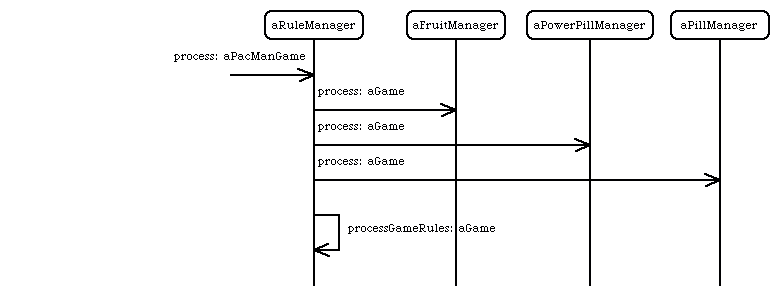 aRuleManager aFruitManager aPowerPillManager aPillManager
process: aPacManGame
process: aGame
process: aGame
process: aGame
processGameRules: aGame